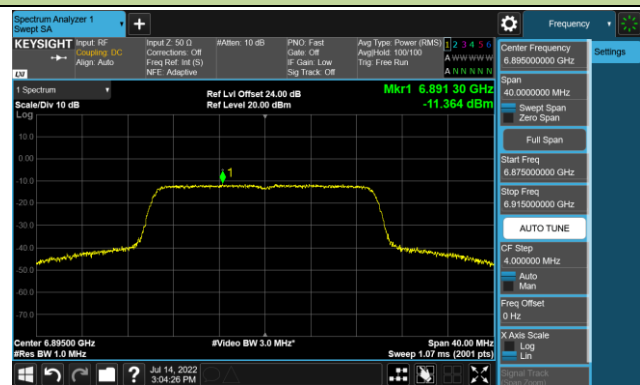 Spectrum Analyzer 1
Swept SA
Frequency
KEYSIGHT
Input: RF
Coupling: DC
Align: Auto
Input Z: 50 Ω
Corrections: Off
Freq Ref: Int (S)
NFE: Adaptive
#Atten: 10 dB
PNO: Fast
Gate: Off
IF Gain: Low
Sig Track: Off
Avg Type: Power (RMS)
Avg|Hold: 100/100
Trig: Free Run
1 2 3 4 5 6
A W W W W W
A N N N N N
LXI
1 Spectrum
Scale/Div 10 dB
Log
Ref Lvl Offset 24.00 dB
Ref Level 20.00 dBm
Mkr1 6.891 30 GHz
-11.364 dBm
10.0
0.00
-10.0
-20.0
-30.0
-40.0
-50.0
-60.0
-70.0
1
Center 6.89500 GHz
#Res BW 1.0 MHz
#Video BW 3.0 MHz*
Span 40.00 MHz
Sweep 1.07 ms (2001 pts)
Jul 14, 2022
3:04:26 PM
Center Frequency
6.895000000 GHz
Settings
Span
40.0000000 MHz
Swept Span
Zero Span
Full Span
Start Freq
6.875000000 GHz
Stop Freq
6.915000000 GHz
AUTO TUNE
CF Step
4.000000 MHz
Auto
Man
Freq Offset
0 Hz
X Axis Scale
Log
Lin
Signal Track
(Span Zoom)